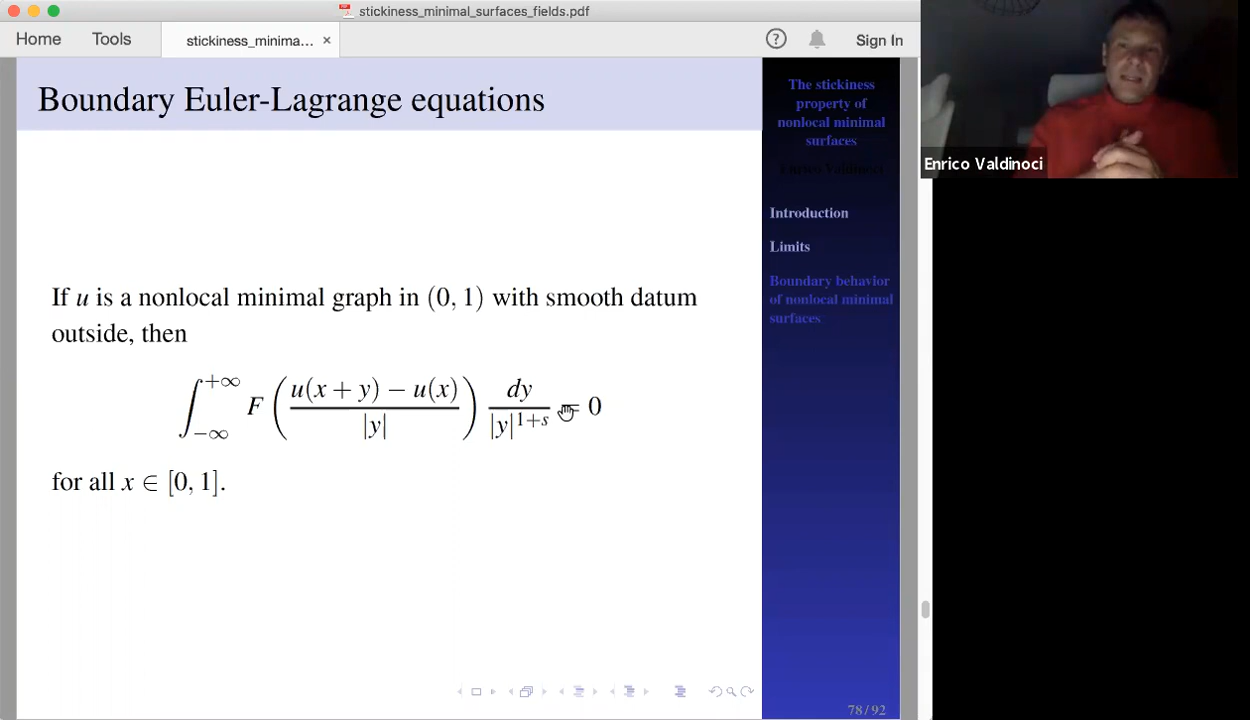 stickiness_minimal_surfaces_fields.pdf
Home Tools stickiness_minima... × Sign In
Boundary Euler-Lagrange equations
If u is a nonlocal minimal graph in (0, 1) with smooth datum
outside, then
∫_{−∞}^{+∞} F ( (u(x + y) − u(x)) / |y| ) dy / |y|^{1+s} = 0
for all x ∈ [0, 1].
The stickiness
property of
nonlocal minimal
surfaces
Enrico Valdinoci
Introduction
Limits
Boundary behavior
of nonlocal minimal
surfaces
78 / 92
Enrico Valdinoci